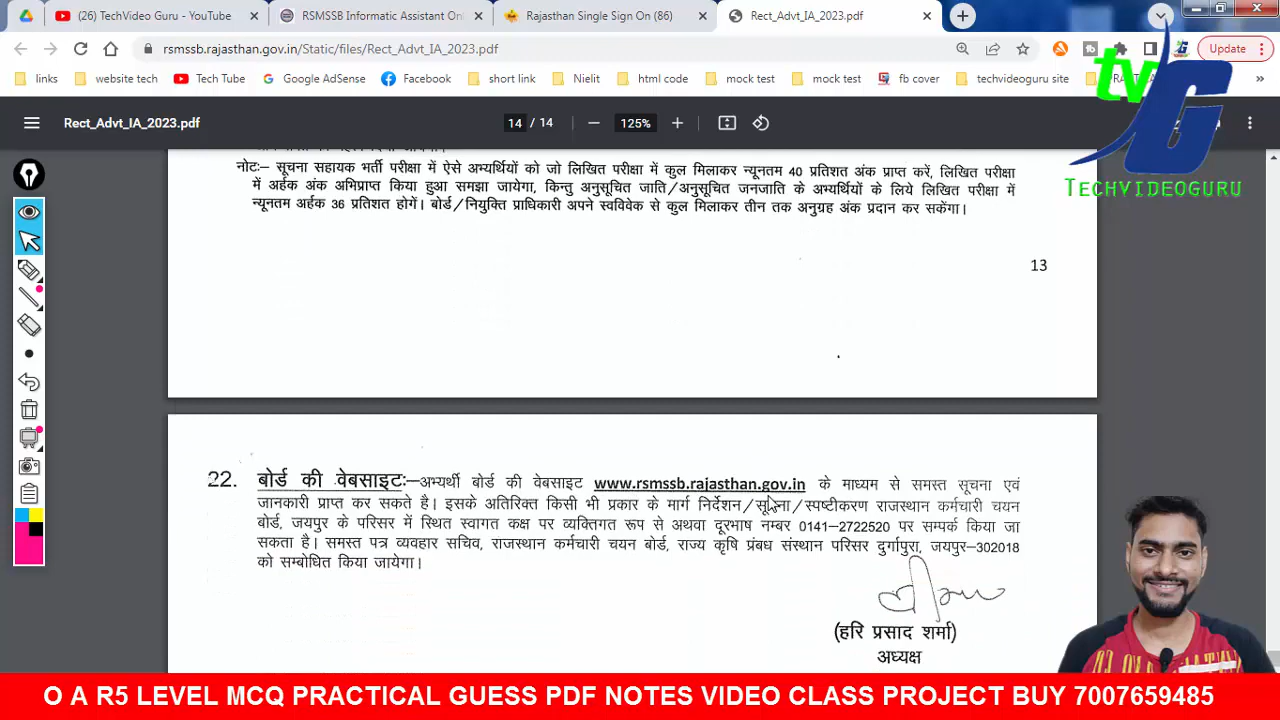 (26) TechVideo Guru - YouTube
RSMSSB Informatic Assistant Onl
Rajasthan Single Sign On (86)
Rect_Advt_IA_2023.pdf
rsmssb.rajasthan.gov.in/Static/files/Rect_Advt_IA_2023.pdf
Update
links
website tech
Tech Tube
Google AdSense
Facebook
short link
Nielit
html code
mock test
mock test
fb cover
techvideoguru site
Rect_Advt_IA_2023.pdf
14 / 14
125%
tvG
TECHVIDEOGURU
नोटः– सूचना सहायक भर्ती परीक्षा में ऐसे अभ्यर्थियों को जो लिखित परीक्षा में कुल मिलाकर न्यूनतम 40 प्रतिशत अंक प्राप्त करें, लिखित परीक्षा
में अर्हक अंक अभिप्राप्त किया हुआ समझा जायेगा, किन्तु अनुसूचित जाति/अनुसूचित जनजाति के अभ्यर्थियों के लिये लिखित परीक्षा में
न्यूनतम अर्हक 36 प्रतिशत होगें। बोर्ड/नियुक्ति प्राधिकारी अपने स्वविवेक से कुल मिलाकर तीन तक अनुग्रह अंक प्रदान कर सकेंगा।
13
22. बोर्ड की वेबसाइटः–अभ्यर्थी बोर्ड की वेबसाइट www.rsmssb.rajasthan.gov.in के माध्यम से समस्त सूचना एवं
जानकारी प्राप्त कर सकते है। इसके अतिरिक्त किसी भी प्रकार के मार्ग निर्देशन/सूचना/स्पष्टीकरण राजस्थान कर्मचारी चयन
बोर्ड, जयपुर के परिसर में स्थित स्वागत कक्ष पर व्यक्तिगत रूप से अथवा दूरभाष नम्बर 0141–2722520 पर सम्पर्क किया जा
सकता है। समस्त पत्र व्यवहार सचिव, राजस्थान कर्मचारी चयन बोर्ड, राज्य कृषि प्रंबध संस्थान परिसर दुर्गापुरा, जयपुर–302018
को सम्बोधित किया जायेगा।
(हरि प्रसाद शर्मा)
अध्यक्ष
O A R5 LEVEL MCQ PRACTICAL GUESS PDF NOTES VIDEO CLASS PROJECT BUY 7007659485